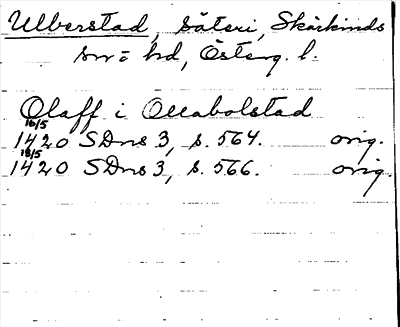 Ulberstad, säteri, Skärkinds
sn o hd, Österg. l.
Olaff i Ollabolstad
16/5
1420 SDns 3, s. 564. orig.
18/5
1420 SDns 3, s. 566. orig.